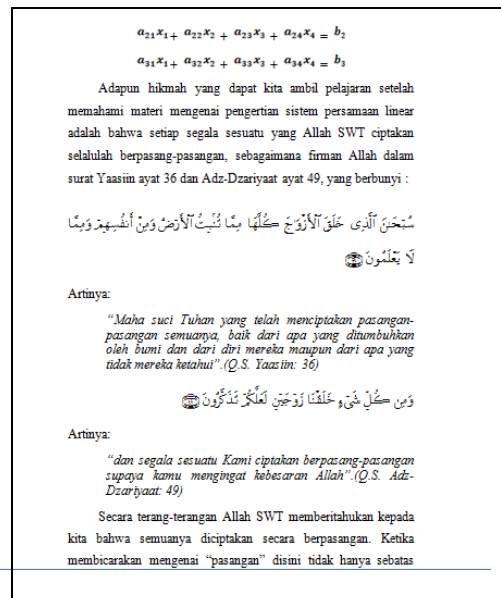 a₂₁x₁+ a₂₂x₂ + a₂₃x₃ + a₂₄x₄ = b₂
a₃₁x₁+ a₃₂x₂ + a₃₃x₃ + a₃₄x₄ = b₃
Adapun hikmah yang dapat kita ambil pelajaran setelah
memahami materi mengenai pengertian sistem persamaan linear
adalah bahwa setiap segala sesuatu yang Allah SWT ciptakan
selalulah berpasang-pasangan, sebagaimana firman Allah dalam
surat Yaasiin ayat 36 dan Adz-Dzariyaat ayat 49, yang berbunyi :
سُبْحَٰنَ ٱلَّذِى خَلَقَ ٱلْأَزْوَٰجَ كُلَّهَا مِمَّا تُنۢبِتُ ٱلْأَرْضُ وَمِنْ أَنفُسِهِمْ وَمِمَّا
لَا يَعْلَمُونَ
Artinya:
“Maha suci Tuhan yang telah menciptakan pasangan-
pasangan semuanya, baik dari apa yang ditumbuhkan
oleh bumi dan dari diri mereka maupun dari apa yang
tidak mereka ketahui”.(Q.S. Yaasiin: 36)
وَمِن كُلِّ شَىْءٍ خَلَقْنَا زَوْجَيْنِ لَعَلَّكُمْ تَذَكَّرُونَ
Artinya:
“dan segala sesuatu Kami ciptakan berpasang-pasangan
supaya kamu mengingat kebesaran Allah”.(Q.S. Adz-
Dzariyaat: 49)
Secara terang-terangan Allah SWT memberitahukan kepada
kita bahwa semuanya diciptakan secara berpasangan. Ketika
membicarakan mengenai “pasangan” disini tidak hanya sebatas